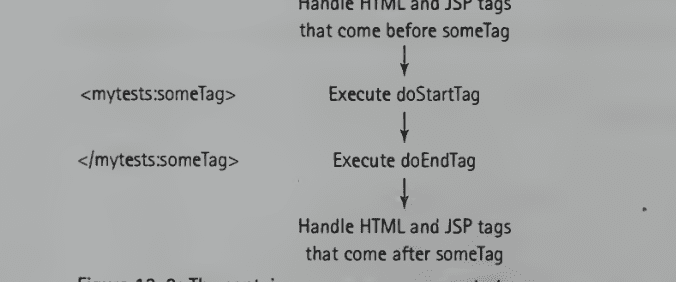 Handle HTML and JSP tags
that come before someTag
<mytests:someTag> Execute doStartTag
</mytests:someTag> Execute doEndTag
Handle HTML and JSP tags
that come after someTag